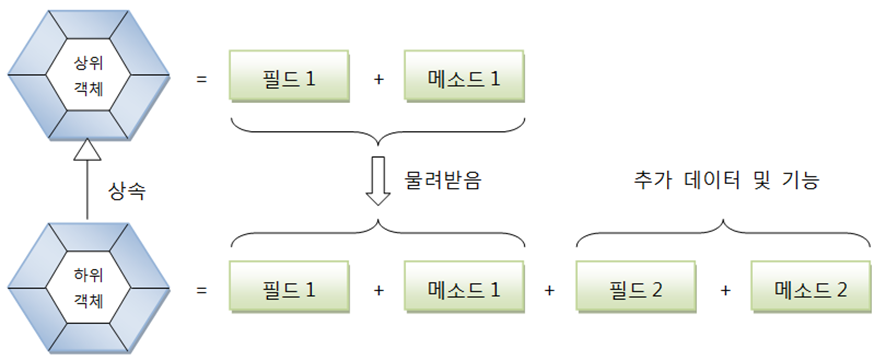 상위
객체
= 필드 1 + 메소드 1
상속
물려받음
추가 데이터 및 기능
하위
객체
= 필드 1 + 메소드 1 + 필드 2 + 메소드 2